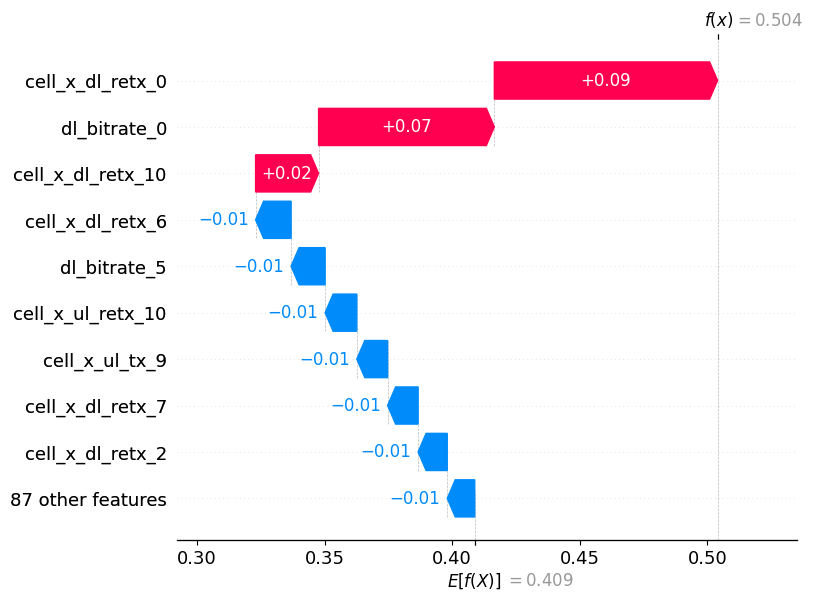 f(x) = 0.504
cell_x_dl_retx_0 +0.09
dl_bitrate_0 +0.07
cell_x_dl_retx_10 +0.02
cell_x_dl_retx_6 −0.01
dl_bitrate_5 −0.01
cell_x_ul_retx_10 −0.01
cell_x_ul_tx_9 −0.01
cell_x_dl_retx_7 −0.01
cell_x_dl_retx_2 −0.01
87 other features −0.01
0.30 0.35 0.40 0.45 0.50
E[f(X)] = 0.409